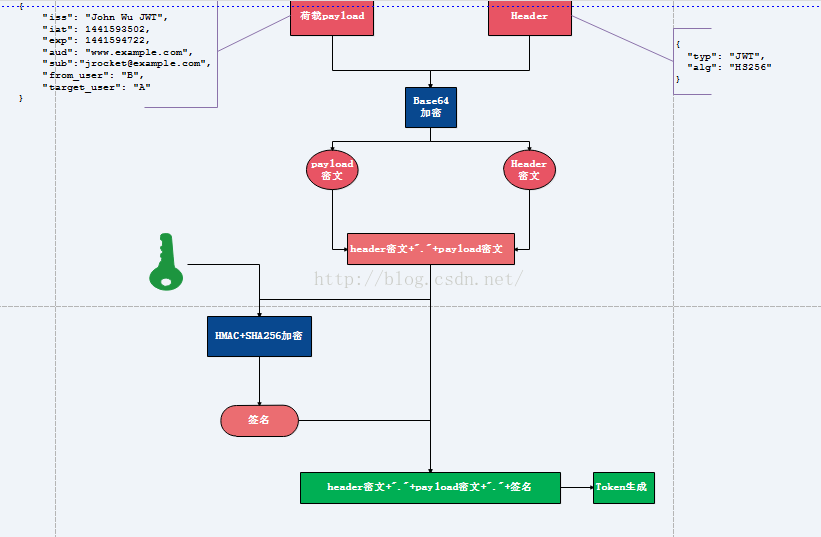 {
"iss": "John Wu JWT",
"iat": 1441593502,
"exp": 1441594722,
"aud": "www.example.com",
"sub":"jrocket@example.com",
"from_user": "B",
"target_user": "A"
}
荷载payload
Header
{
"typ": "JWT",
"alg": "HS256"
}
Base64
加密
payload
密文
Header
密文
header密文+"."+payload密文
http://blog.csdn.net/
HMAC+SHA256加密
签名
header密文+"."+payload密文+"."+签名
Token生成